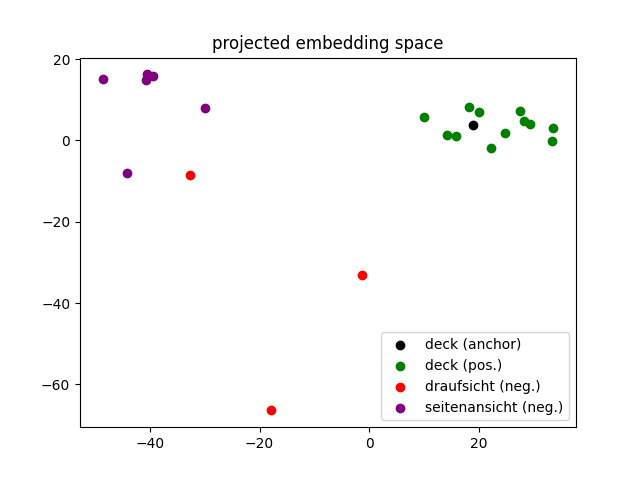 projected embedding space
20
0
−20
−40
−60
−40
−20
0
20
deck (anchor)
deck (pos.)
draufsicht (neg.)
seitenansicht (neg.)